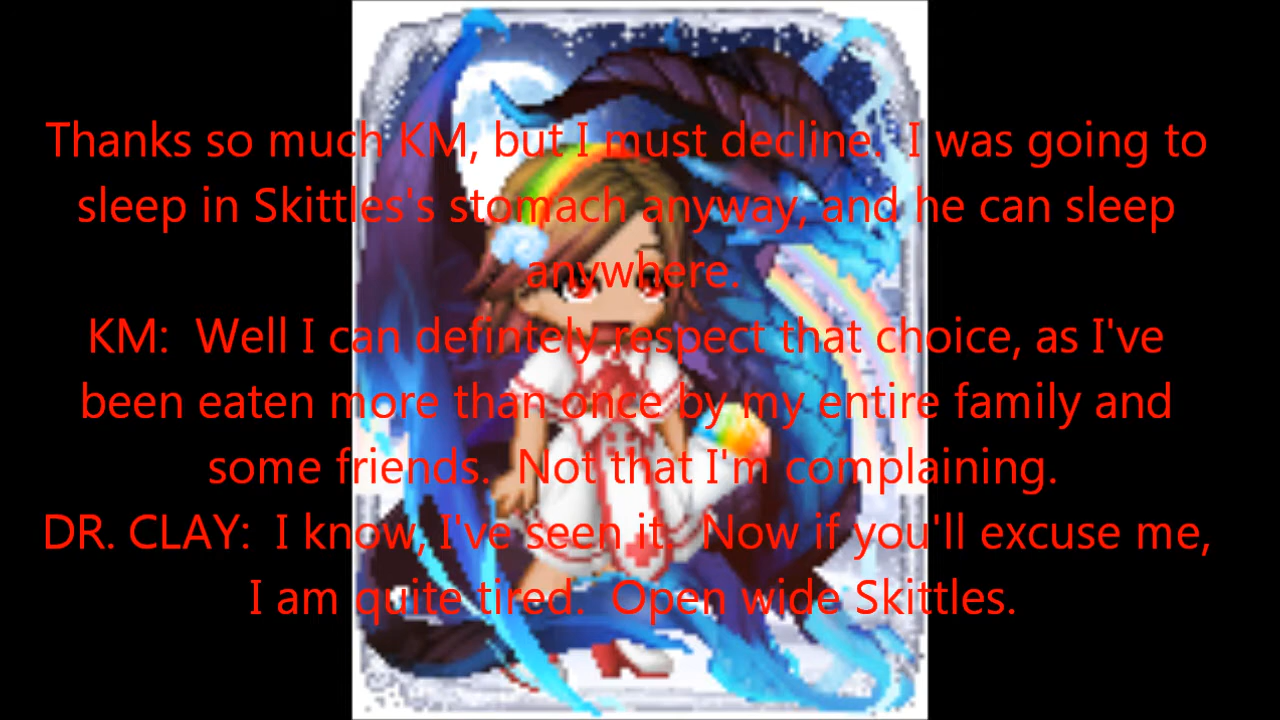 Thanks so much KM, but I must decline.  I was going to
sleep in Skittles's stomach anyway, and he can sleep
anywhere.
KM:  Well I can defintely respect that choice, as I've
been eaten more than once by my entire family and
some friends.  Not that I'm complaining.
DR. CLAY:  I know, I've seen it.  Now if you'll excuse me,
I am quite tired.  Open wide Skittles.